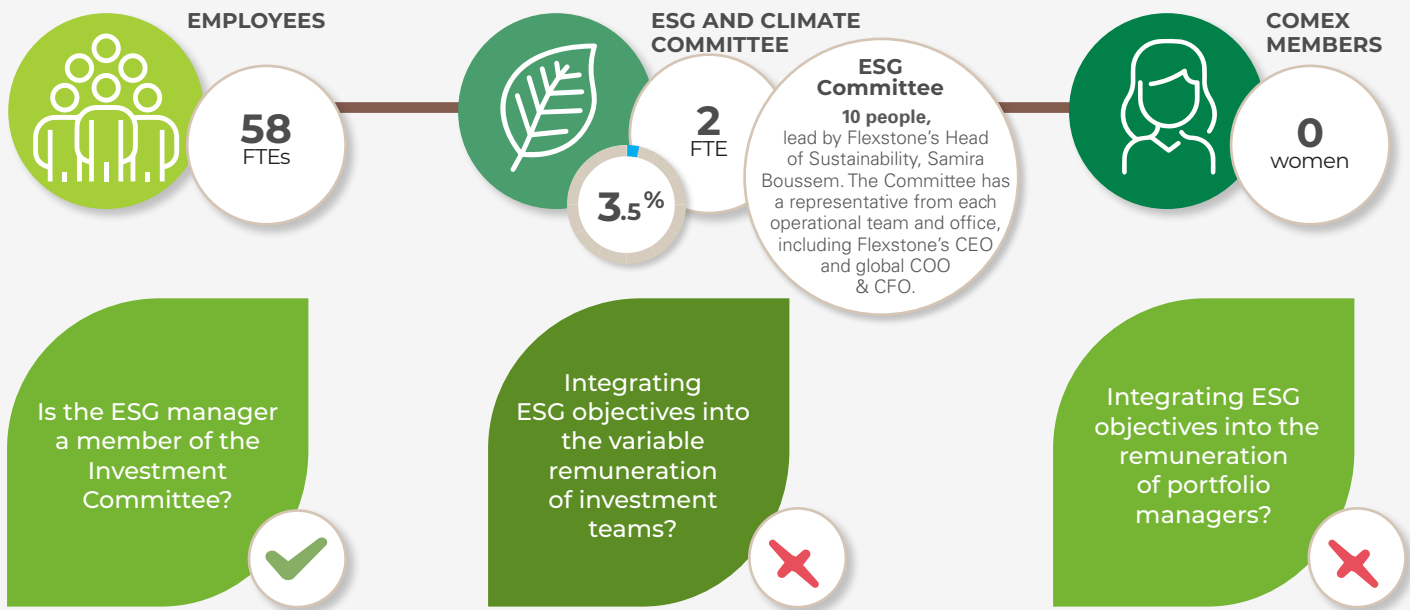 EMPLOYEES
58
FTEs
ESG AND CLIMATE
COMMITTEE
2
FTE
3.5%
ESG
Committee
10 people,
lead by Flexstone's Head
of Sustainability, Samira
Boussem. The Committee has
a representative from each
operational team and office,
including Flexstone's CEO
and global COO
& CFO.
COMEX
MEMBERS
0
women
Is the ESG manager
a member of the
Investment
Committee?
Integrating
ESG objectives into
the variable
remuneration
of investment
teams?
Integrating ESG
objectives into the
remuneration
of portfolio
managers?